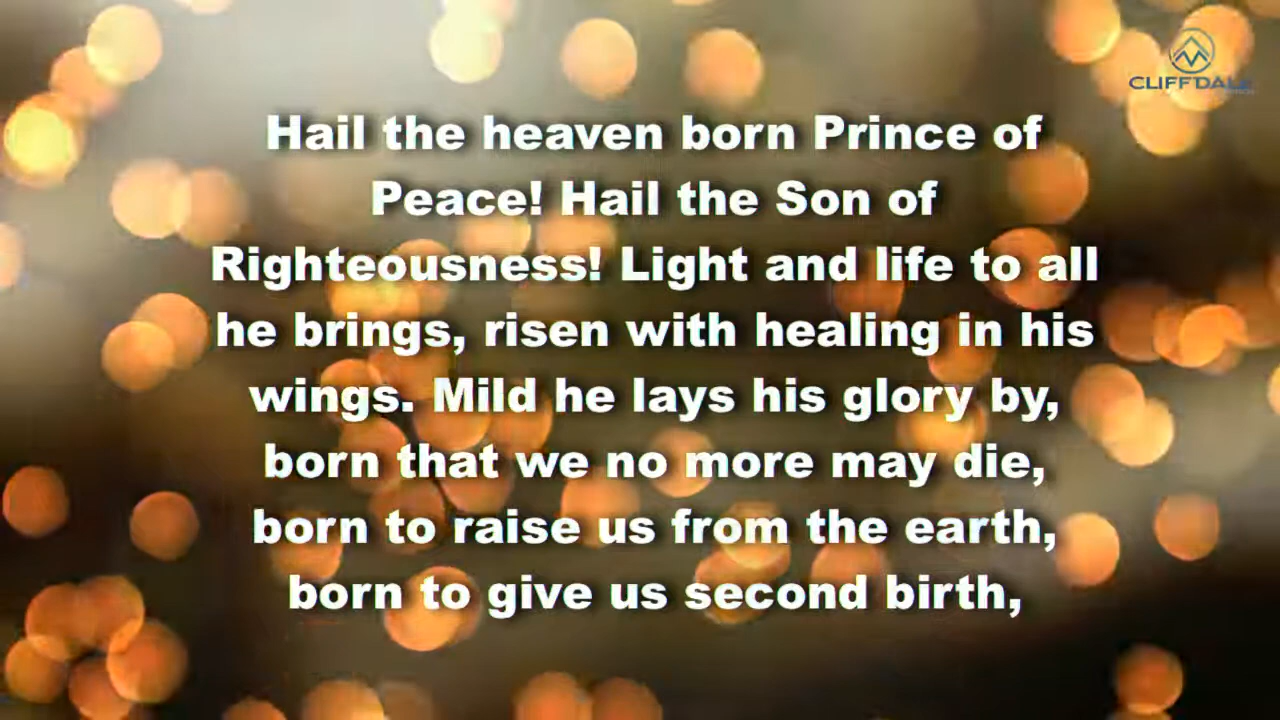 CLIFFDALE
Hail the heaven born Prince of
Peace! Hail the Son of
Righteousness! Light and life to all
he brings, risen with healing in his
wings. Mild he lays his glory by,
born that we no more may die,
born to raise us from the earth,
born to give us second birth,